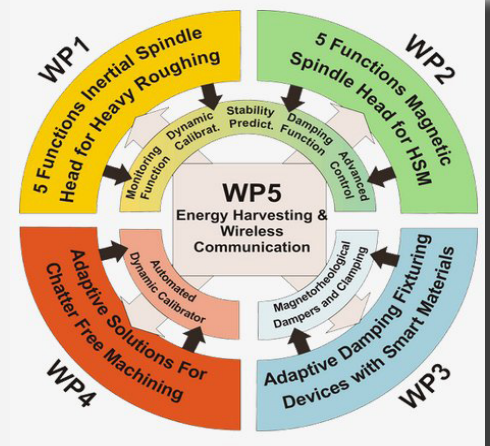 WP1
5 Functions Inertial Spindle
Head for Heavy Roughing
WP2
5 Functions Magnetic
Spindle Head for HSM
Monitoring
Function
Dynamic
Calibrat.
Stability
Predict.
Damping
Function
Advanced
Control
WP5
Energy Harvesting &
Wireless
Communication
Automated
Dynamic Calibrator
Magnetorheological
Dampers and Clamping
Adaptive Solutions For
Chatter Free Machining
WP4
Adaptive Damping Fixturing
Devices with Smart Materials
WP3